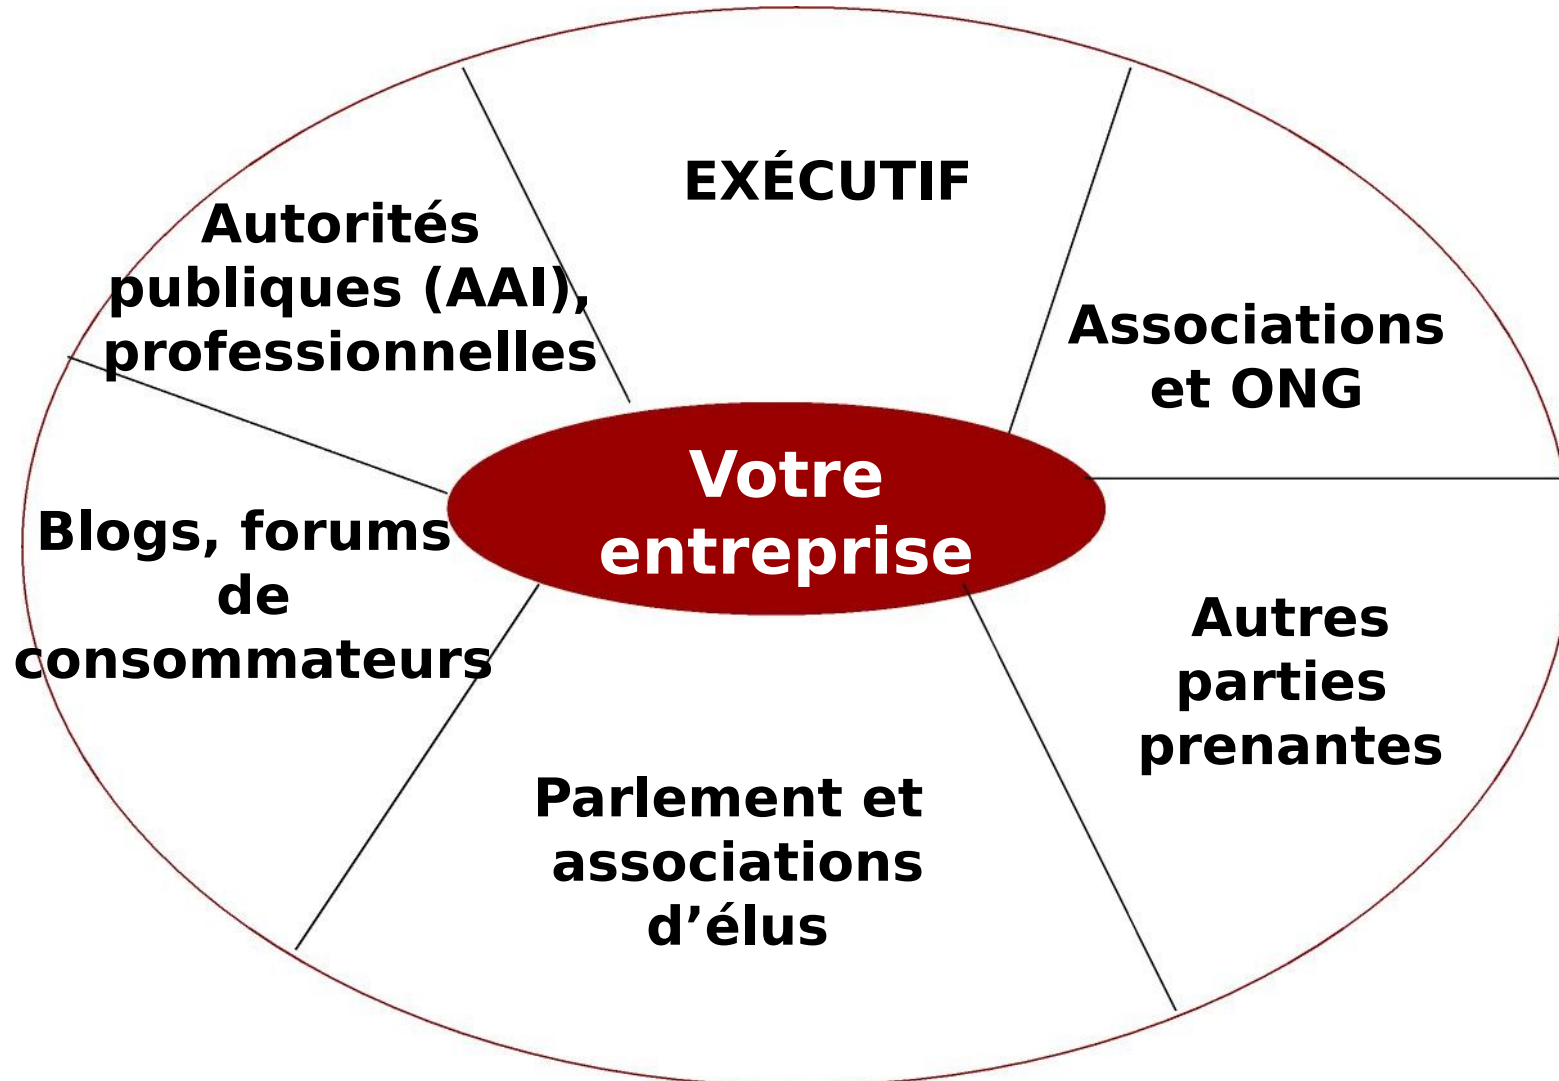 EXÉCUTIF
Autorités
publiques (AAI),
professionnelles
Associations
et ONG
Votre
entreprise
Blogs, forums
de
consommateurs
Autres
parties
prenantes
Parlement et
associations
d’élus